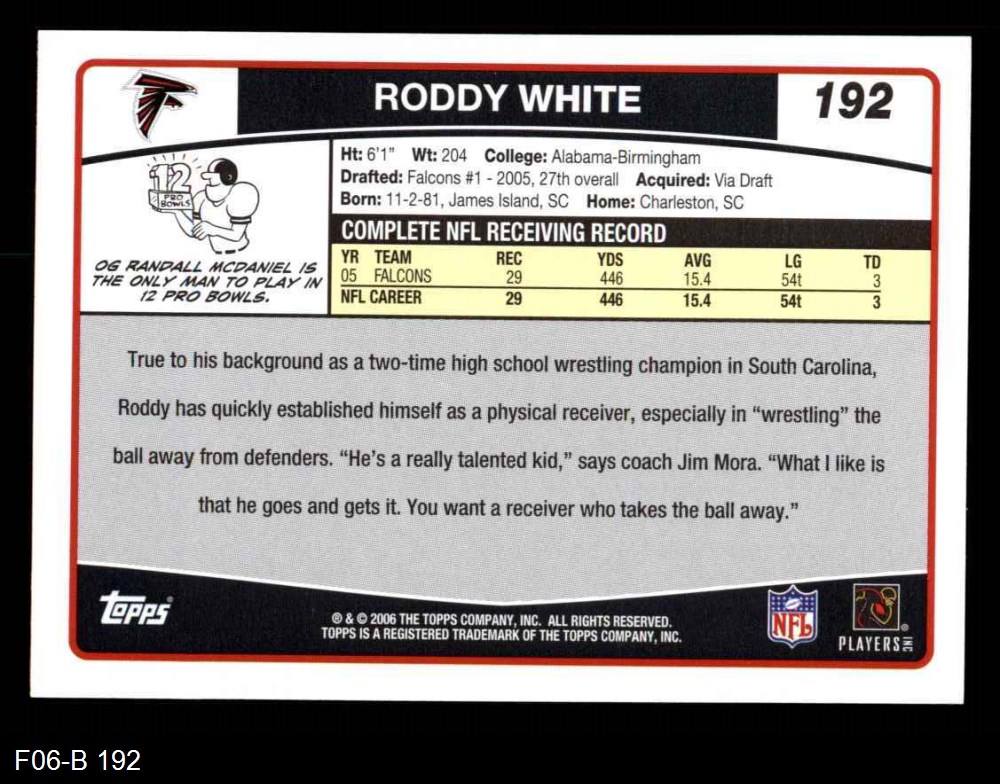 RODDY WHITE
192
Ht: 6'1" Wt: 204 College: Alabama-Birmingham
Drafted: Falcons #1 - 2005, 27th overall Acquired: Via Draft
Born: 11-2-81, James Island, SC Home: Charleston, SC
12
PRO
BOWLS
OG RANDALL MCDANIEL IS
THE ONLY MAN TO PLAY IN
12 PRO BOWLS.
COMPLETE NFL RECEIVING RECORD
YR TEAM REC YDS AVG LG TD
05 FALCONS 29 446 15.4 54t 3
NFL CAREER 29 446 15.4 54t 3
True to his background as a two-time high school wrestling champion in South Carolina,
Roddy has quickly established himself as a physical receiver, especially in “wrestling” the
ball away from defenders. “He's a really talented kid,” says coach Jim Mora. “What I like is
that he goes and gets it. You want a receiver who takes the ball away.”
Topps®
® & © 2006 THE TOPPS COMPANY, INC. ALL RIGHTS RESERVED.
TOPPS IS A REGISTERED TRADEMARK OF THE TOPPS COMPANY, INC.
NFL
PLAYERS INC ®
F06-B 192